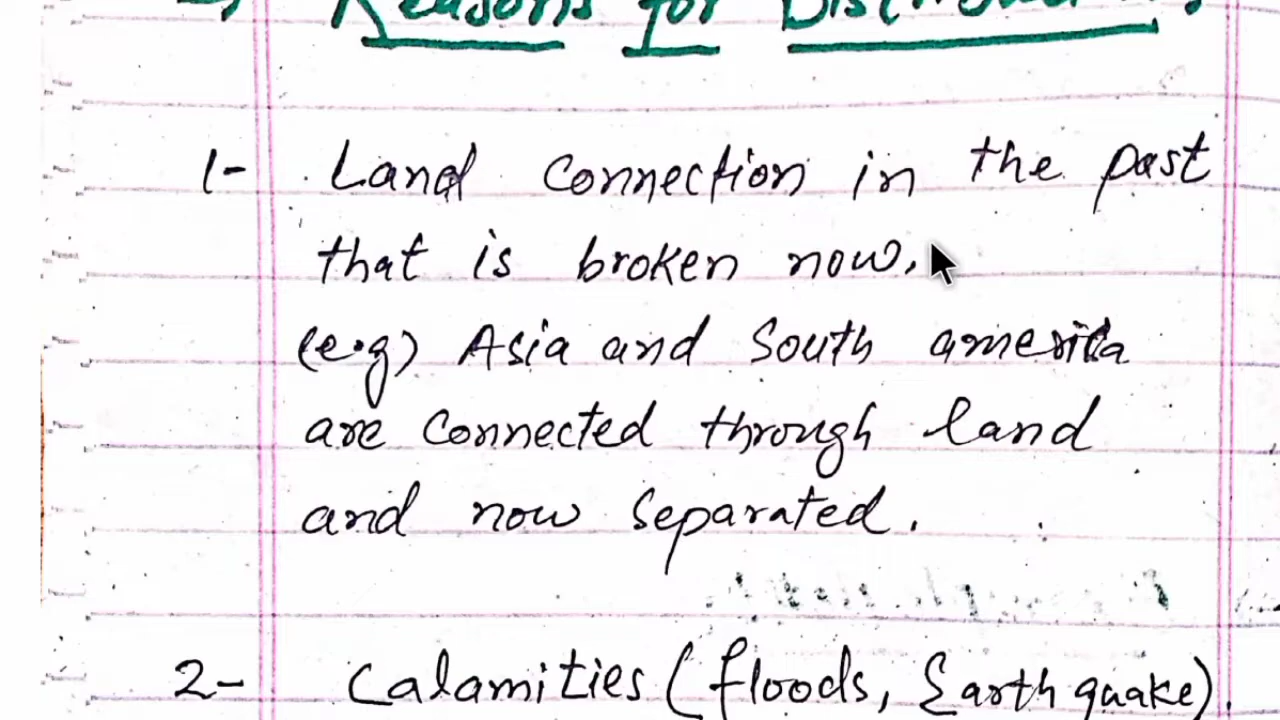 Reasons for
1- Land connection in the past
that is broken now.
(e.g) Asia and South america
are connected through land
and now separated.
2- Calamities (floods, Earth quake).